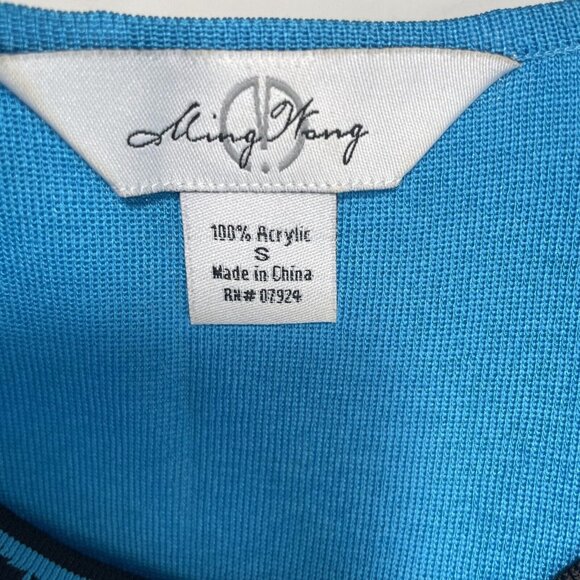 Ming Wang
100% Acrylic
S
Made in China
RN# 07924